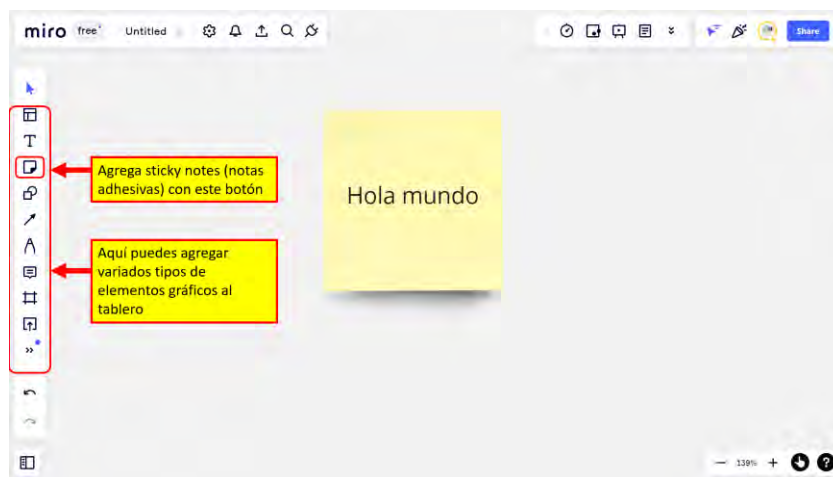 miro free Untitled Share
Agrega sticky notes (notas
adhesivas) con este botón
Hola mundo
Aquí puedes agregar
variados tipos de
elementos gráficos al
tablero
139%